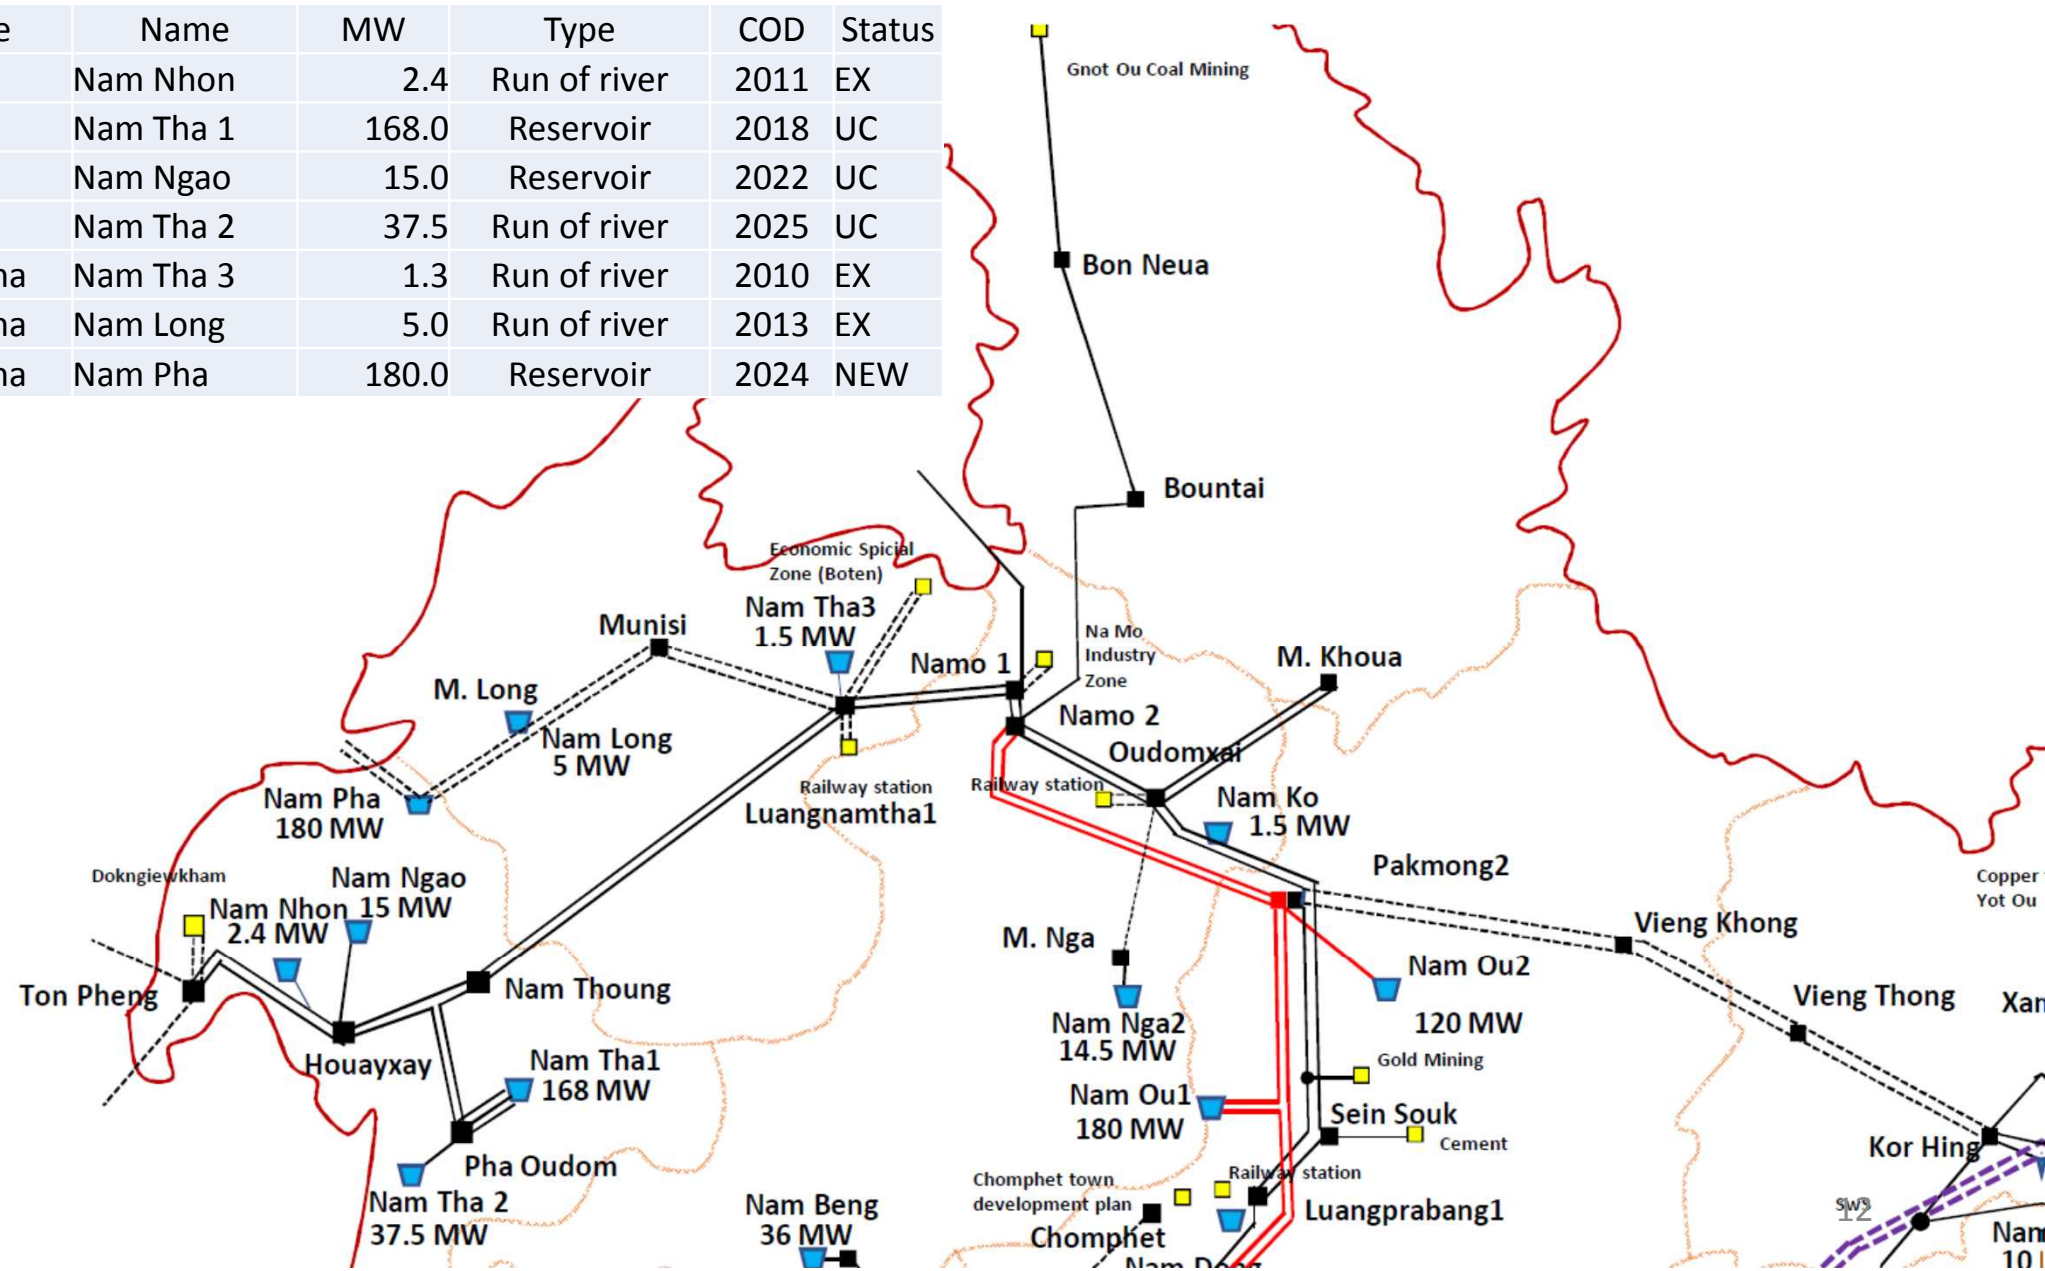 e Name MW Type COD Status
Nam Nhon 2.4 Run of river 2011 EX
Nam Tha 1 168.0 Reservoir 2018 UC
Nam Ngao 15.0 Reservoir 2022 UC
Nam Tha 2 37.5 Run of river 2025 UC
na Nam Tha 3 1.3 Run of river 2010 EX
na Nam Long 5.0 Run of river 2013 EX
na Nam Pha 180.0 Reservoir 2024 NEW
Gnot Ou Coal Mining
Bon Neua
Bountai
Economic Spicial
Zone (Boten)
Nam Tha3
1.5 MW
Munisi
Namo 1
Na Mo
Industry
Zone
M. Khoua
M. Long
Nam Long
5 MW
Namo 2
Oudomxai
Railway station
Luangnamtha1
Railway station
Nam Pha
180 MW
Nam Ko
1.5 MW
Pakmong2
Dokngiewkham
Nam Ngao
15 MW
Nam Nhon
2.4 MW
Copper
Yot Ou
Vieng Khong
M. Nga
Nam Ou2
120 MW
Ton Pheng
Nam Thoung
Vieng Thong
Xan
Nam Nga2
14.5 MW
Houayxay
Nam Tha1
168 MW
Gold Mining
Nam Ou1
180 MW
Sein Souk
Cement
Kor Hing
Pha Oudom
Nam Tha 2
37.5 MW
Chomphet town
development plan
Chomphet
Railway station
Luangprabang1
Nam Beng
36 MW
12
Nam
10